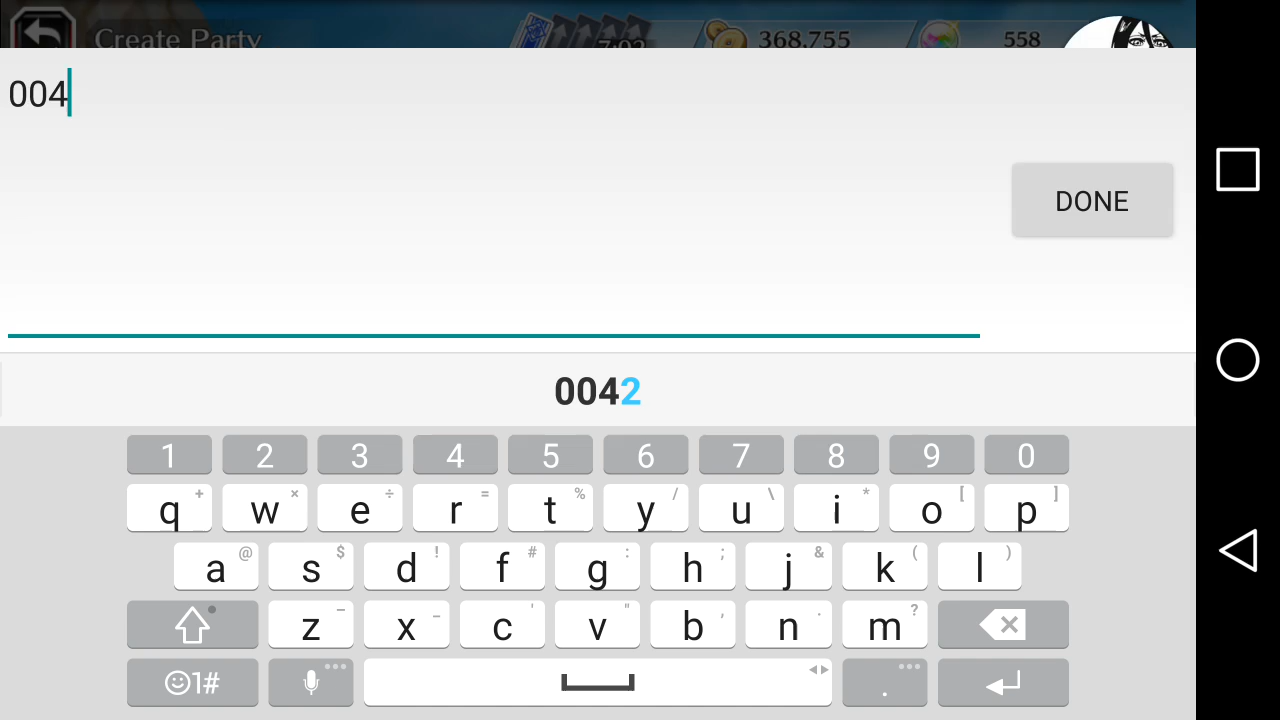 Create Party 7:02 368,755 558
004
DONE
0042
1 2 3 4 5 6 7 8 9 0
q + w × e ÷ r = t % y / u \ i * o [ p ]
a @ s $ d ! f # g : h ; j & k ( l )
z – x _ c ' v " b , n . m ?
1# .